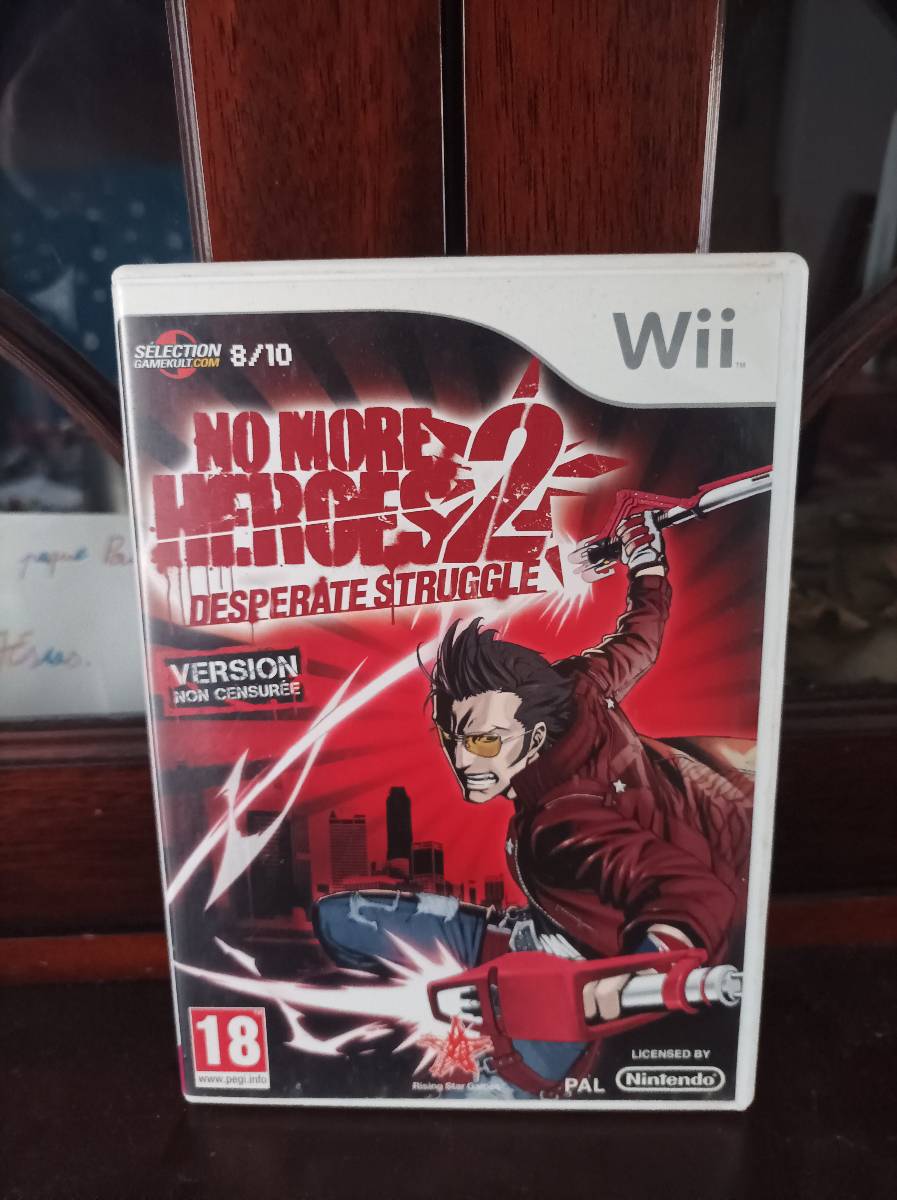 Wii
SÉLECTION
GAMEKULT.COM
8/10
NO MORE
HEROES 2
DESPERATE STRUGGLE
VERSION
NON CENSURÉE
18
www.pegi.info
Rising Star Games
PAL
LICENSED BY
Nintendo